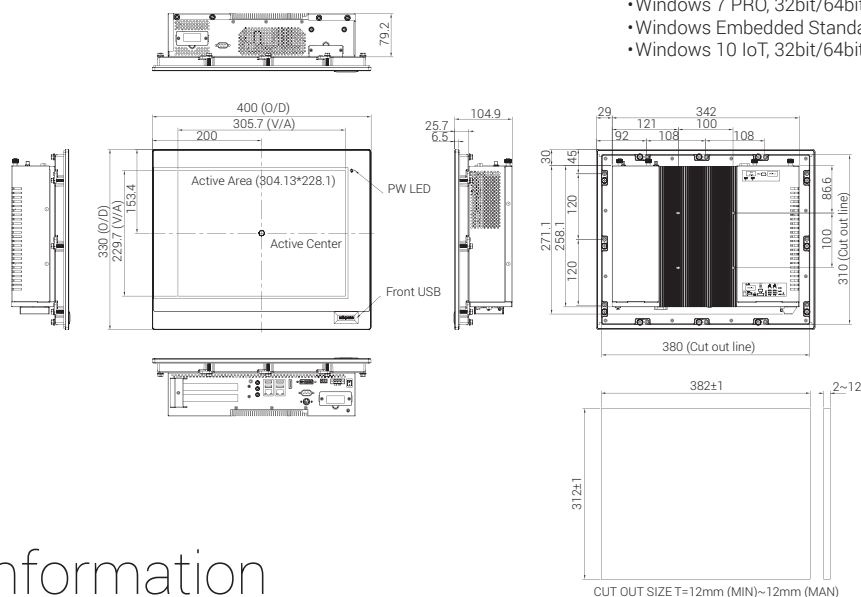 •Windows 7 PRO, 32bit/64bit
•Windows Embedded Standa
•Windows 10 IoT, 32bit/64bit
79.2
400 (O/D)
305.7 (V/A)
200
330 (O/D)
229.7 (V/A)
153.4
Active Area (304.13*228.1)
Active Center
PW LED
Front USB
104.9
25.7
6.5
29
342
121
100
92
108
108
30
45
120
120
271.1
258.1
86.6
100
310 (Cut out line)
380 (Cut out line)
382±1
2~12
312±1
CUT OUT SIZE T=12mm (MIN)~12mm (MAN)
nformation